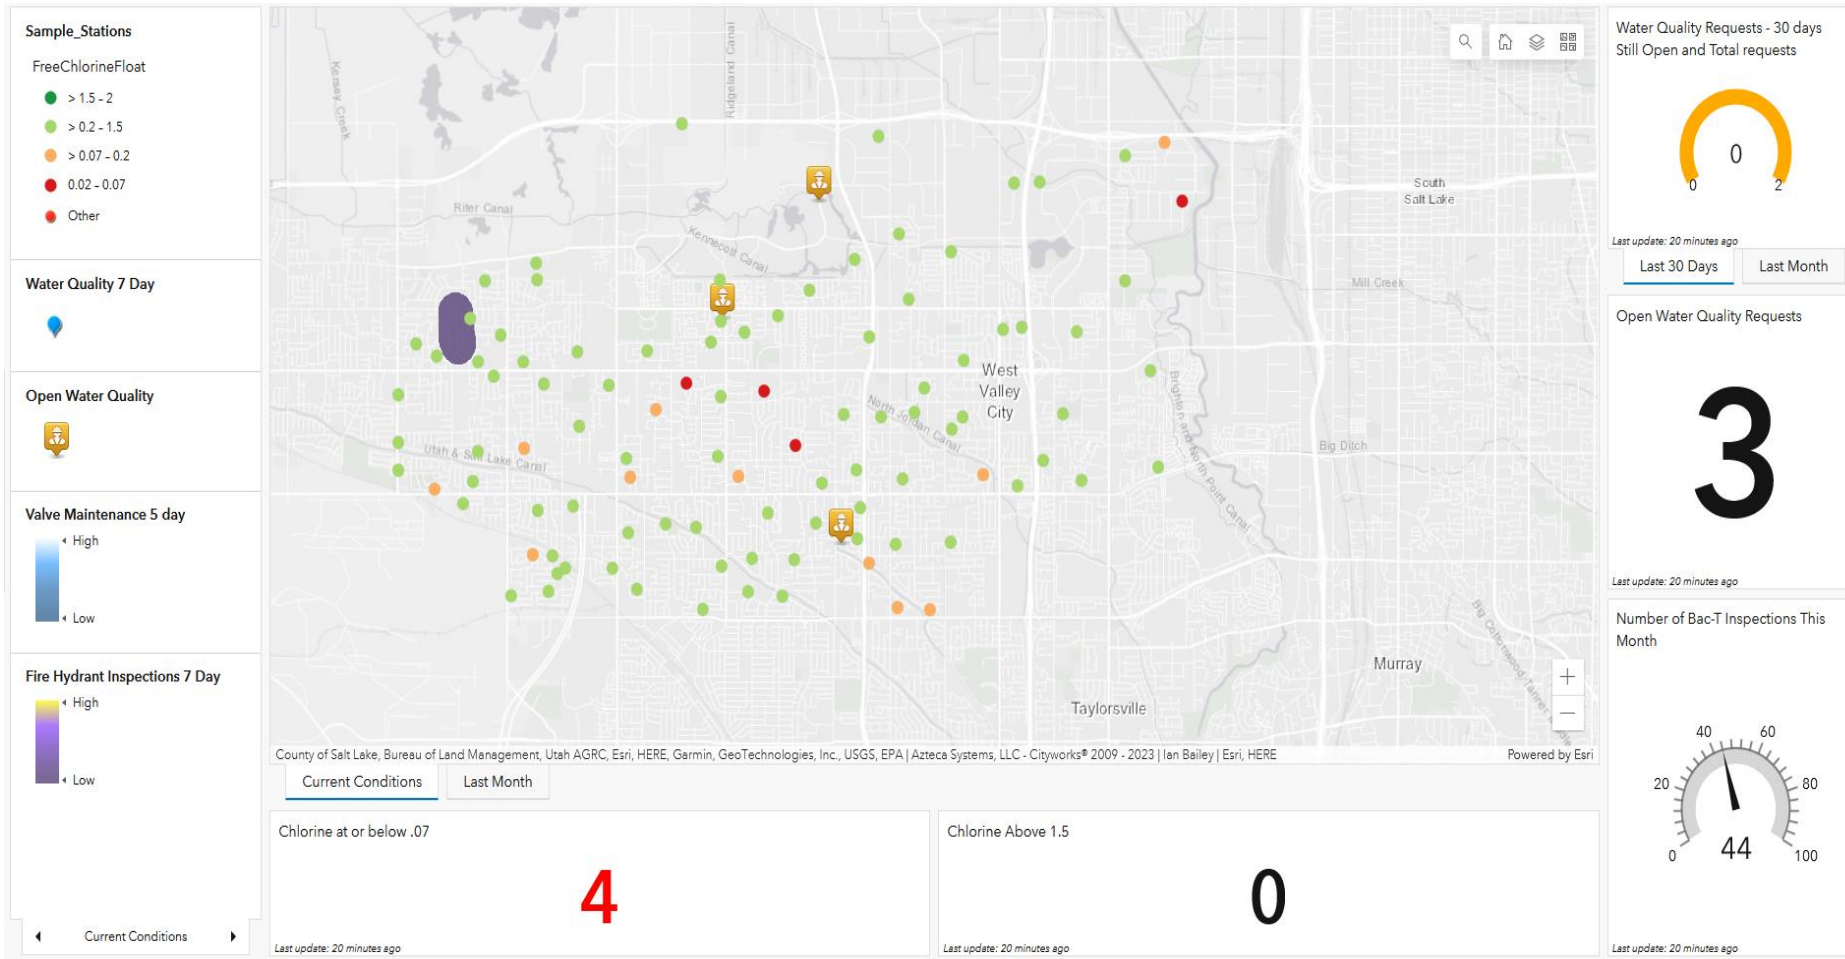 Sample_Stations
FreeChlorineFloat
> 1.5 - 2
> 0.2 - 1.5
> 0.07 - 0.2
0.02 - 0.07
Other
Water Quality 7 Day
Open Water Quality
Valve Maintenance 5 day
High
Low
Fire Hydrant Inspections 7 Day
High
Low
Current Conditions
Kersey Creek
Ridgeland Canal
Riter Canal
Kennecott Canal
South
Salt Lake
Mill Creek
West
Valley
City
North Jordan Canal
Brighton and North Point Canal
Utah & Salt Lake Canal
Big Ditch
Murray
Taylorsville
County of Salt Lake, Bureau of Land Management, Utah AGRC, Esri, HERE, Garmin, GeoTechnologies, Inc., USGS, EPA | Azteca Systems, LLC - Cityworks® 2009 - 2023 | Ian Bailey | Esri, HERE
Powered by Esri
Current Conditions
Last Month
Chlorine at or below .07
4
Last update: 20 minutes ago
Chlorine Above 1.5
0
Last update: 20 minutes ago
Water Quality Requests - 30 days
Still Open and Total requests
0
0
2
Last update: 20 minutes ago
Last 30 Days
Last Month
Open Water Quality Requests
3
Last update: 20 minutes ago
Number of Bac-T Inspections This
Month
0
20
40
60
80
100
44
Last update: 20 minutes ago